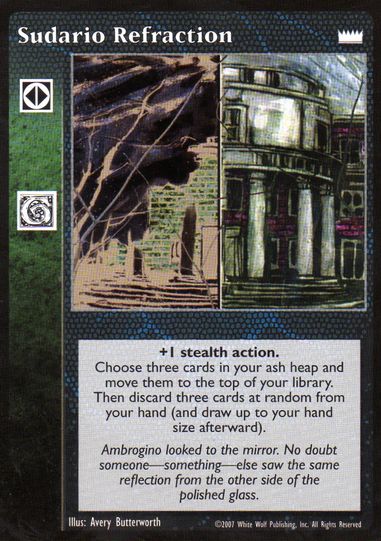 Sudario Refraction
+1 stealth action.
Choose three cards in your ash heap and
move them to the top of your library.
Then discard three cards at random from
your hand (and draw up to your hand
size afterward).
Ambrogino looked to the mirror. No doubt
someone—something—else saw the same
reflection from the other side of the
polished glass.
Illus: Avery Butterworth
©2007 White Wolf Publishing, Inc. All Rights Reserved